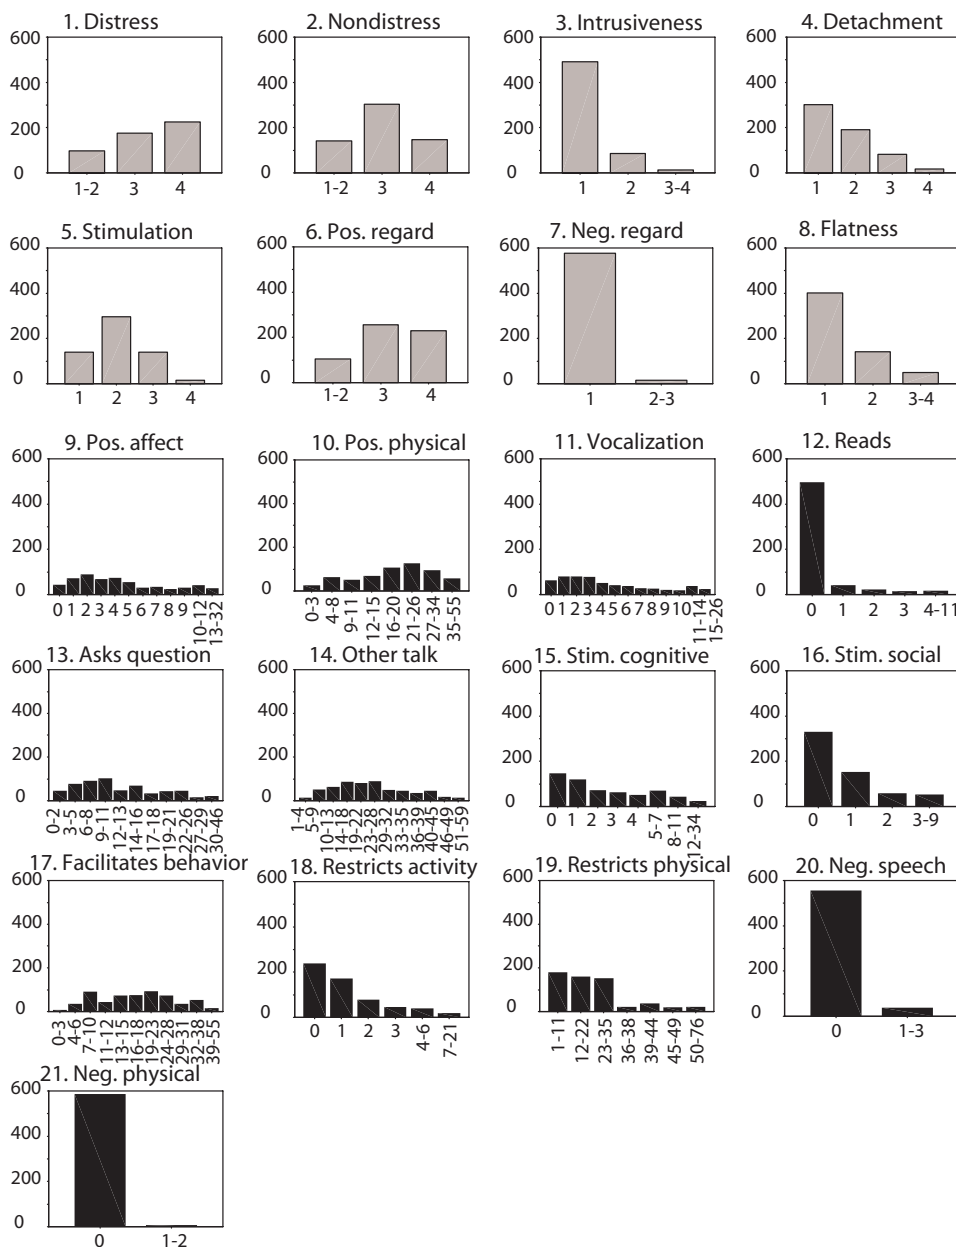 1. Distress
600
400
200
0
1-2 3 4
2. Nondistress
600
400
200
0
1-2 3 4
3. Intrusiveness
600
400
200
0
1 2 3-4
4. Detachment
600
400
200
0
1 2 3 4
5. Stimulation
600
400
200
0
1 2 3 4
6. Pos. regard
600
400
200
0
1-2 3 4
7. Neg. regard
600
400
200
0
1 2-3
8. Flatness
600
400
200
0
1 2 3-4
9. Pos. affect
600
400
200
0
0 1 2 3 4 5 6 7 8 9 10-12 13-32
10. Pos. physical
600
400
200
0
0-3 4-8 9-11 12-15 16-20 21-26 27-34 35-55
11. Vocalization
600
400
200
0
0 1 2 3 4 5 6 7 8 9 10 11-14 15-26
12. Reads
600
400
200
0
0 1 2 3 4-11
13. Asks question
600
400
200
0
0-2 3-5 6-8 9-11 12-13 14-16 17-18 19-21 22-26 27-29 30-46
14. Other talk
600
400
200
0
1-4 5-9 10-13 14-18 19-22 23-28 29-32 33-35 36-39 40-45 46-49 51-59
15. Stim. cognitive
600
400
200
0
0 1 2 3 4 5-7 8-11 12-34
16. Stim. social
600
400
200
0
0 1 2 3-9
17. Facilitates behavior
600
400
200
0
0-3 4-6 7-10 11-12 13-15 16-18 19-23 24-28 29-31 32-38 39-55
18. Restricts activity
600
400
200
0
0 1 2 3 4-6 7-21
19. Restricts physical
600
400
200
0
1-11 12-22 23-35 36-38 39-44 45-49 50-76
20. Neg. speech
600
400
200
0
0 1-3
21. Neg. physical
600
400
200
0
0 1-2